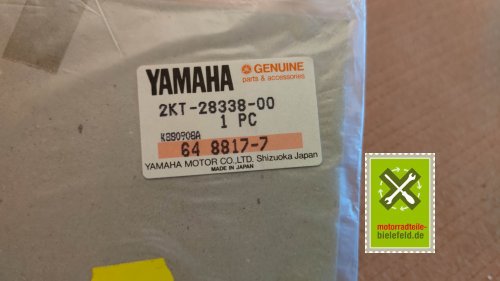 YAMAHA
GENUINE
parts & accessories
2KT-28338-00
1 PC
64 8817-7
YAMAHA MOTOR CO.,LTD. Shizuoka Japan
MADE IN JAPAN
motorradteile-
bielefeld.de